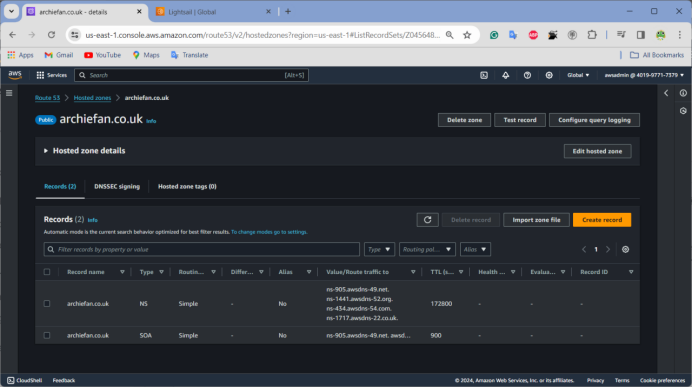 archiefan.co.uk - details
Lightsail | Global
us-east-1.console.aws.amazon.com/route53/v2/hostedzones?region=us-east-1#ListRecordSets/Z045648...
Apps
Gmail
YouTube
Maps
Translate
All Bookmarks
aws
Services
Search
[Alt+S]
Global
awsadmin @ 4019-9771-7379
Route 53 > Hosted zones > archiefan.co.uk
Public archiefan.co.uk Info
Delete zone
Test record
Configure query logging
Hosted zone details
Edit hosted zone
Records (2)
DNSSEC signing
Hosted zone tags (0)
Records (2) Info
Delete record
Import zone file
Create record
Automatic mode is the current search behavior optimized for best filter results. To change modes go to settings.
Filter records by property or value
Type
Routing pol...
Alias
1
Record name Type Routin... Differ... Alias Value/Route traffic to TTL (s... Health ... Evalua... Record ID
archiefan.co.uk NS Simple - No
ns-905.awsdns-49.net.
ns-1441.awsdns-52.org.
ns-434.awsdns-54.com.
ns-1717.awsdns-22.co.uk.
172800 - - -
archiefan.co.uk SOA Simple - No ns-905.awsdns-49.net. awsd... 900 - - -
CloudShell
Feedback
© 2024, Amazon Web Services, Inc. or its affiliates.
Privacy
Terms
Cookie preferences